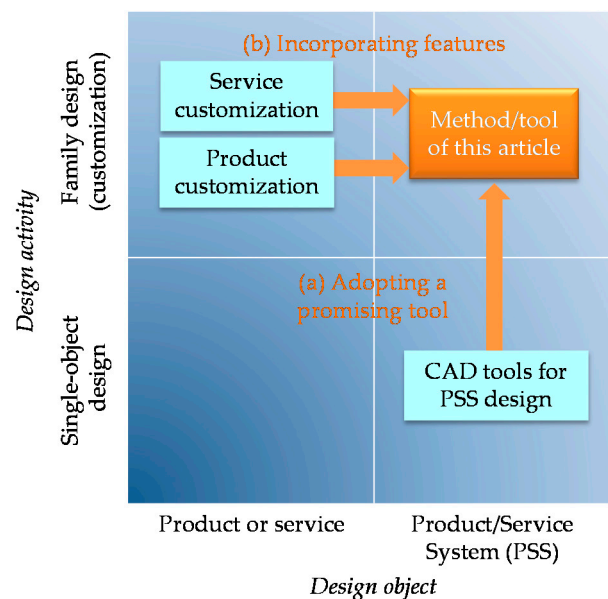 (b) Incorporating features
Service
customization
Product
customization
Method/tool
of this article
(a) Adopting a
promising tool
CAD tools for
PSS design
Design activity
Family design
(customization)
Single-object
design
Product or service
Product/Service
System (PSS)
Design object